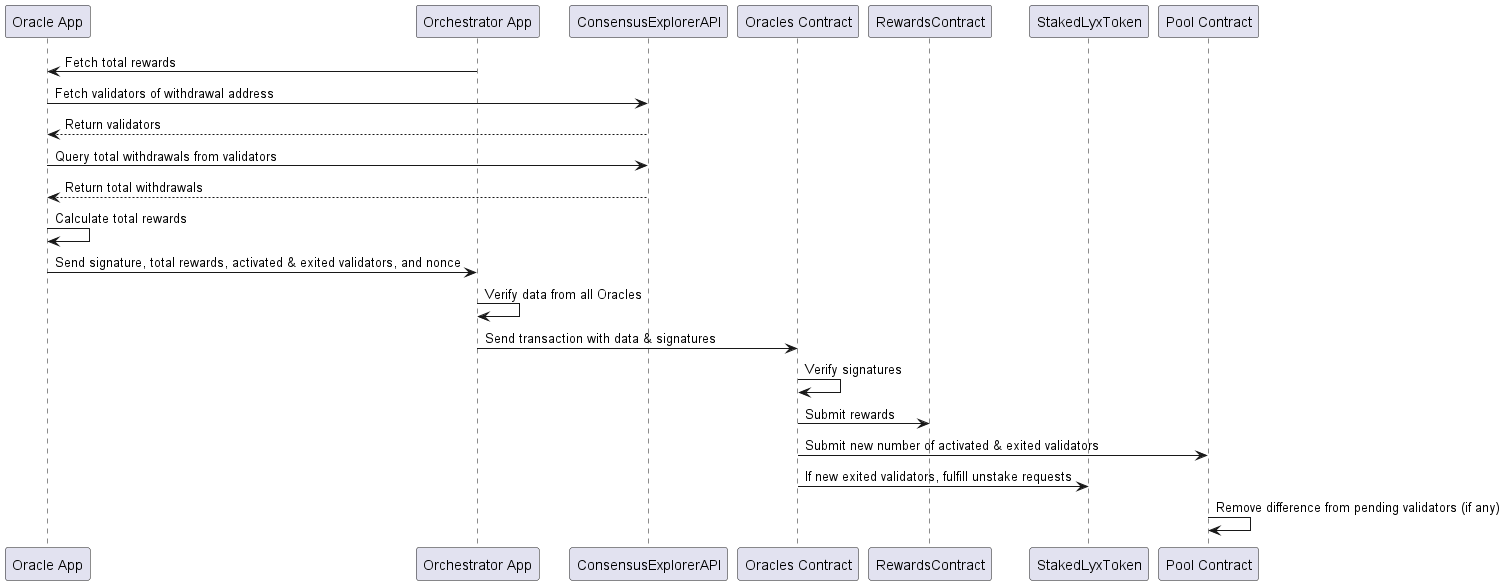 Oracle App Orchestrator App ConsensusExplorerAPI Oracles Contract RewardsContract StakedLyxToken Pool Contract
Fetch total rewards
Fetch validators of withdrawal address
Return validators
Query total withdrawals from validators
Return total withdrawals
Calculate total rewards
Send signature, total rewards, activated & exited validators, and nonce
Verify data from all Oracles
Send transaction with data & signatures
Verify signatures
Submit rewards
Submit new number of activated & exited validators
If new exited validators, fulfill unstake requests
Remove difference from pending validators (if any)
Oracle App Orchestrator App ConsensusExplorerAPI Oracles Contract RewardsContract StakedLyxToken Pool Contract